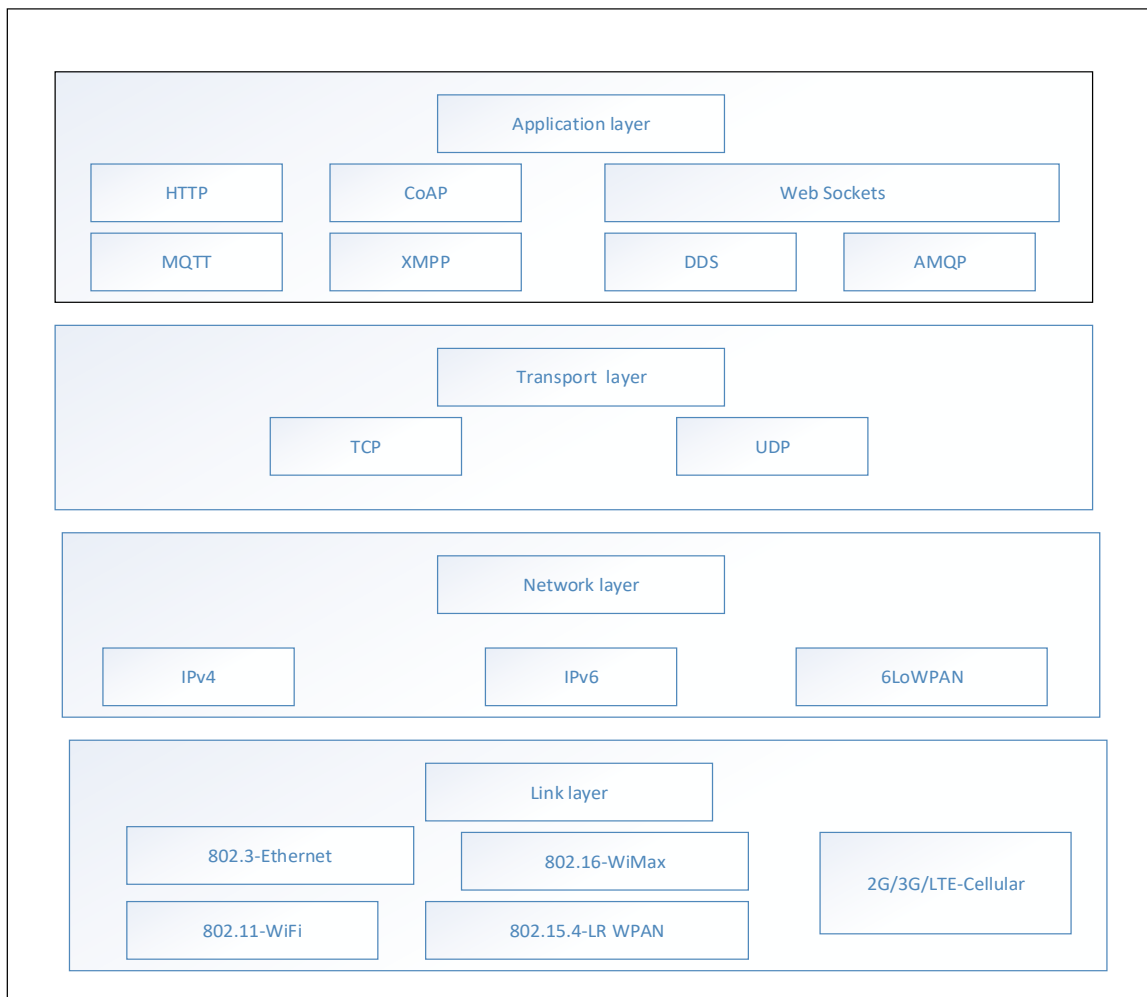 Application layer
HTTP
CoAP
Web Sockets
MQTT
XMPP
DDS
AMQP
Transport  layer
TCP
UDP
Network layer
IPv4
IPv6
6LoWPAN
Link layer
802.3-Ethernet
802.16-WiMax
2G/3G/LTE-Cellular
802.11-WiFi
802.15.4-LR WPAN